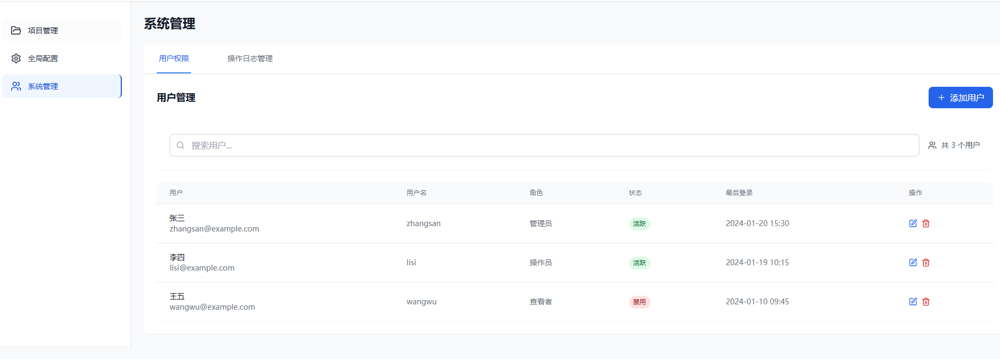 项目管理
全局配置
系统管理
系统管理
用户权限 操作日志管理
用户管理
添加用户
搜索用户...
共 3 个用户
用户 用户名 角色 状态 最后登录 操作
张三
zhangsan@example.com
zhangsan 管理员 活跃 2024-01-20 15:30
李四
lisi@example.com
lisi 操作员 活跃 2024-01-19 10:15
王五
wangwu@example.com
wangwu 查看者 禁用 2024-01-10 09:45